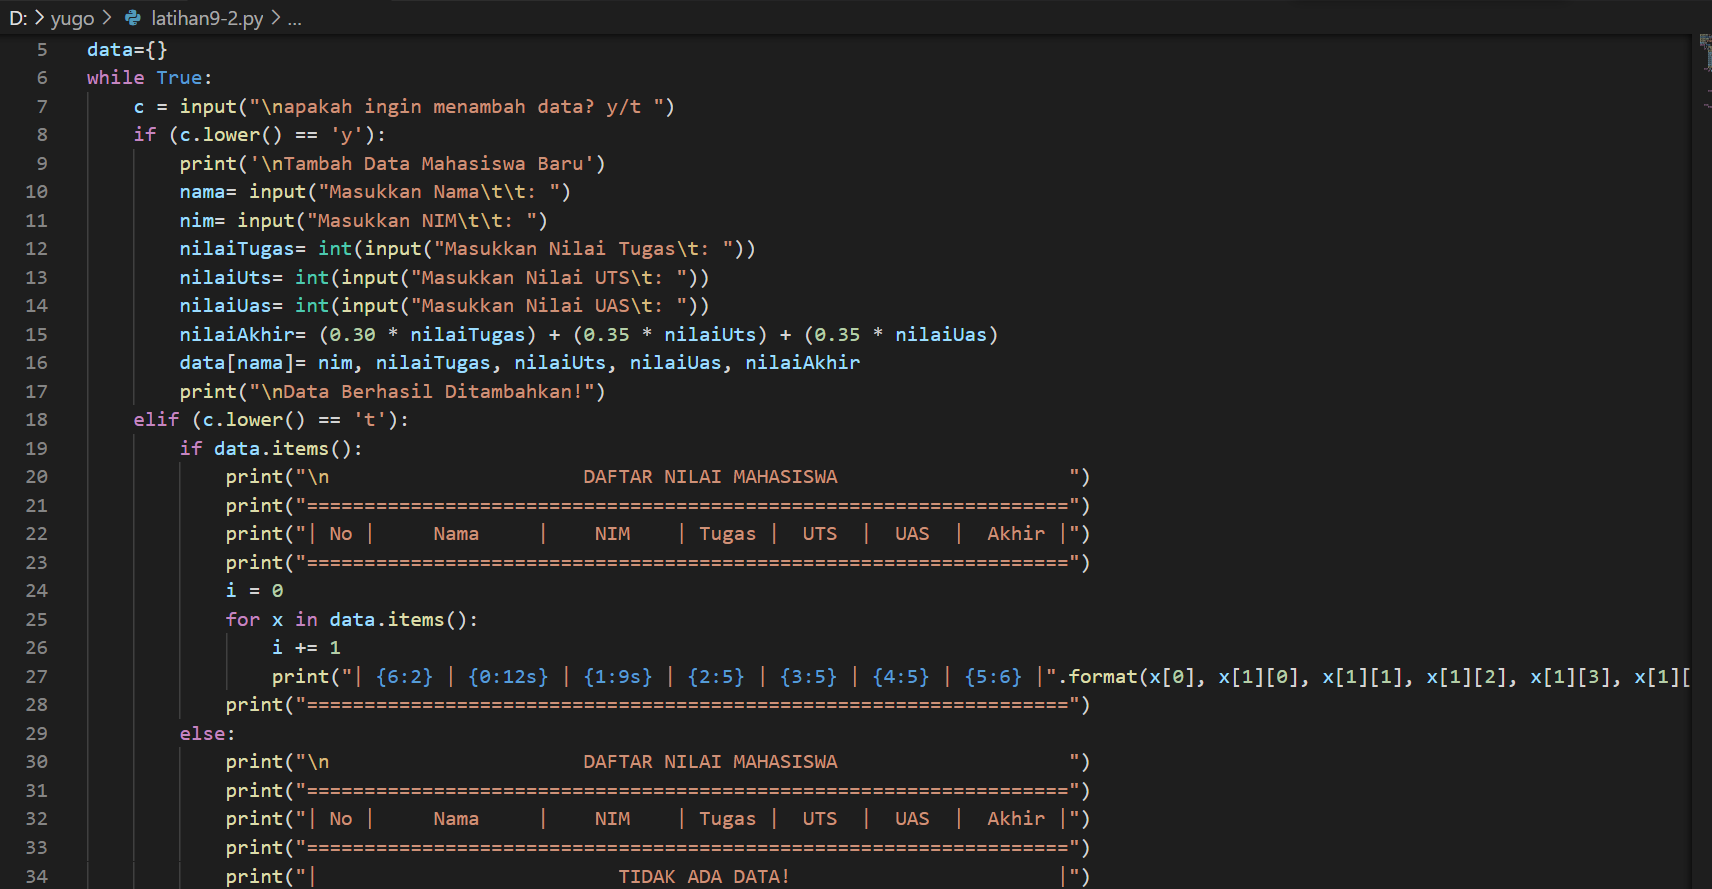 D: > yugo > latihan9-2.py > ...
5 data={}
6 while True:
7     c = input("\napakah ingin menambah data? y/t ")
8     if (c.lower() == 'y'):
9         print('\nTambah Data Mahasiswa Baru')
10         nama= input("Masukkan Nama\t\t: ")
11         nim= input("Masukkan NIM\t\t: ")
12         nilaiTugas= int(input("Masukkan Nilai Tugas\t: "))
13         nilaiUts= int(input("Masukkan Nilai UTS\t: "))
14         nilaiUas= int(input("Masukkan Nilai UAS\t: "))
15         nilaiAkhir= (0.30 * nilaiTugas) + (0.35 * nilaiUts) + (0.35 * nilaiUas)
16         data[nama]= nim, nilaiTugas, nilaiUts, nilaiUas, nilaiAkhir
17         print("\nData Berhasil Ditambahkan!")
18     elif (c.lower() == 't'):
19         if data.items():
20             print("\n                      DAFTAR NILAI MAHASISWA                    ")
21             print("==================================================================")
22             print("| No |     Nama     |    NIM    | Tugas |  UTS  |  UAS  |  Akhir |")
23             print("==================================================================")
24             i = 0
25             for x in data.items():
26                 i += 1
27                 print("| {6:2} | {0:12s} | {1:9s} | {2:5} | {3:5} | {4:5} | {5:6} |".format(x[0], x[1][0], x[1][1], x[1][2], x[1][3], x[1][
28             print("==================================================================")
29         else:
30             print("\n                      DAFTAR NILAI MAHASISWA                    ")
31             print("==================================================================")
32             print("| No |     Nama     |    NIM    | Tugas |  UTS  |  UAS  |  Akhir |")
33             print("==================================================================")
34             print("|                          TIDAK ADA DATA!                       |")